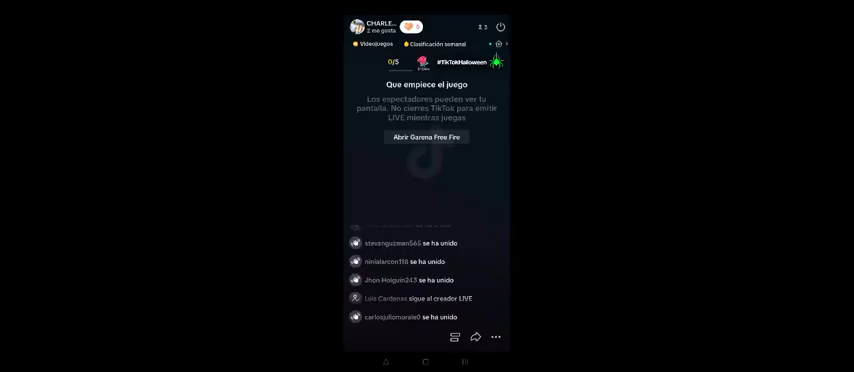 CHARLE...
0
2 me gusta
3
Videojuegos
Clasificación semanal
0/5
#TikTokHalloween
Que empiece el juego
Los espectadores pueden ver tu
pantalla. No cierres TikTok para emitir
LIVE mientras juegas
Abrir Garena Free Fire
stevanguzman565 se ha unido
ninialarcon118 se ha unido
Jhon Holguin243 se ha unido
Luis Cardenas sigue al creador LIVE
carlosjuliomorale0 se ha unido